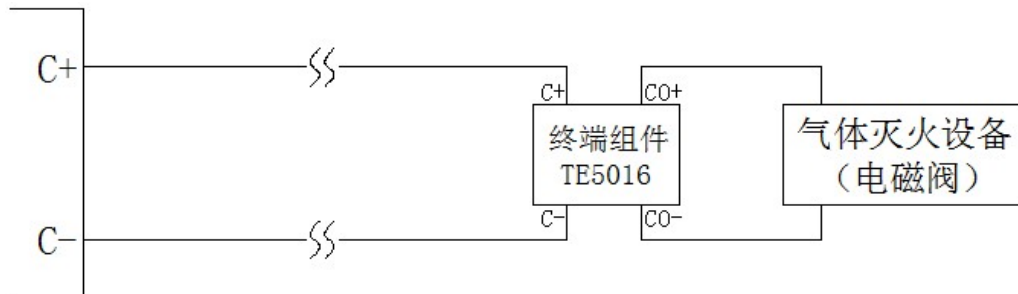 C+
C+
CO+
终端组件
TE5016
气体灭火设备
（电磁阀）
C-
CO-
C-